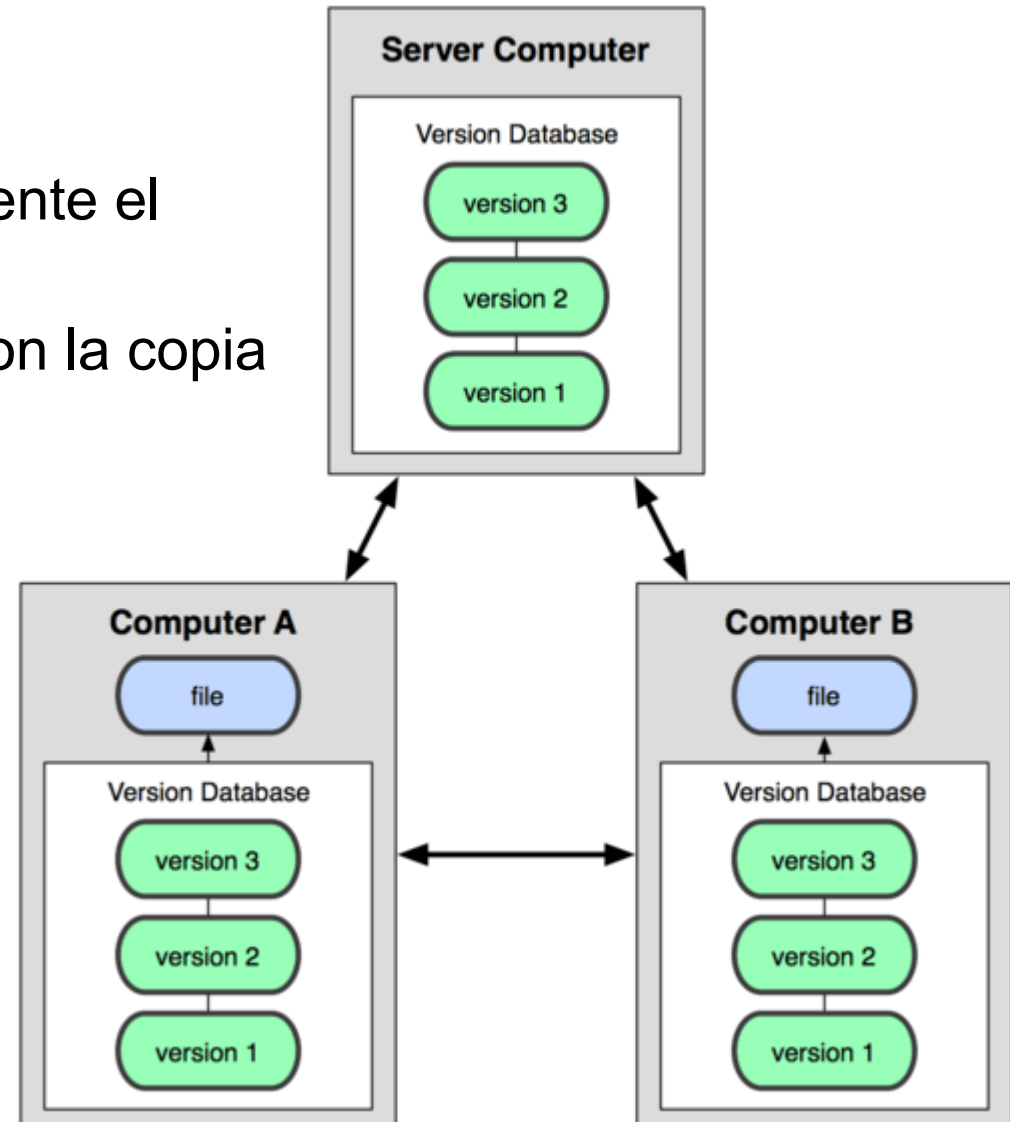 Server Computer
Version Database
version 3
version 2
version 1
ente el
on la copia
Computer A
file
Version Database
version 3
version 2
version 1
Computer B
file
Version Database
version 3
version 2
version 1